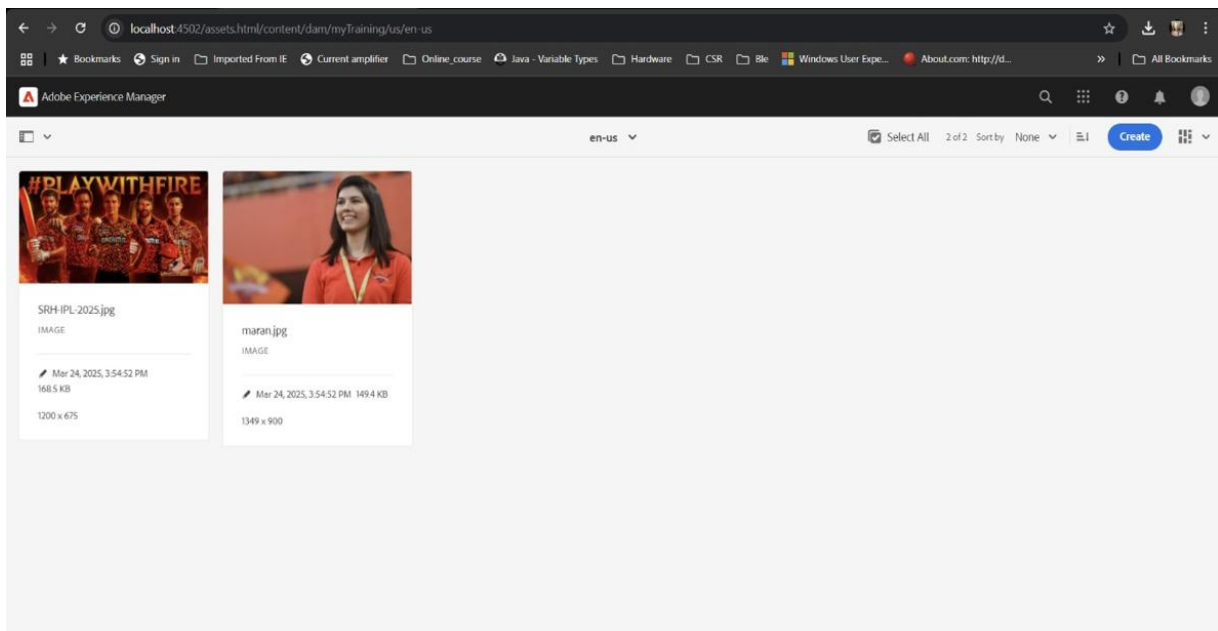 localhost:4502/assets.html/content/dam/myTraining/us/en-us
Bookmarks Sign in Imported From IE Current amplifier Online_course Java - Variable Types Hardware CSR Ble Windows User Expe... About.com: http://d... » All Bookmarks
Adobe Experience Manager
en-us Select All 2 of 2 Sort by None Create
#PLAYWITHFIRE
SRH-IPL-2025.jpg
IMAGE
Mar 24, 2025, 3:54:52 PM
168.5 KB
1200 x 675
maran.jpg
IMAGE
Mar 24, 2025, 3:54:52 PM 149.4 KB
1349 x 900